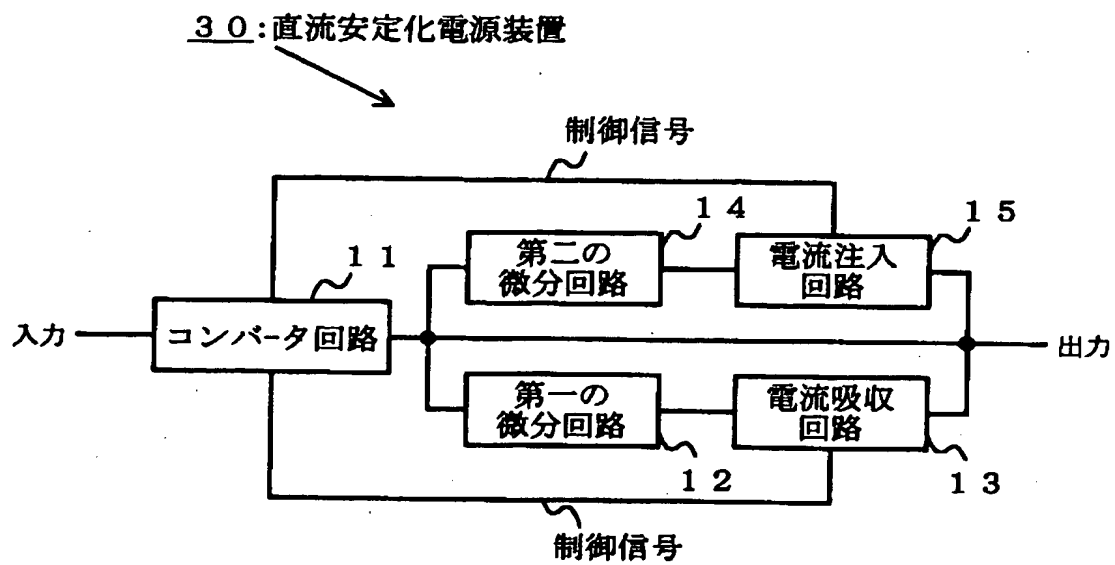 ３０：直流安定化電源装置
制御信号
１４
１５
第二の
微分回路
電流注入
回路
１１
入力
コンバータ回路
出力
第一の
微分回路
電流吸収
回路
１２
１３
制御信号